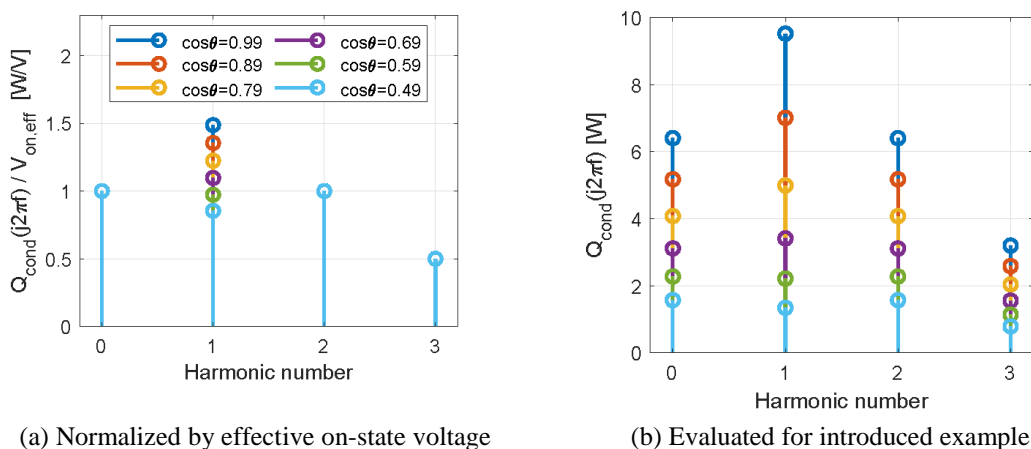 cosθ=0.99
cosθ=0.89
cosθ=0.79
cosθ=0.69
cosθ=0.59
cosθ=0.49
2
1.5
1
0.5
0
Q_cond(j2πf) / V_on,eff [W/V]
0 1 2 3
Harmonic number
(a) Normalized by effective on-state voltage
10
8
6
4
2
0
Q_cond(j2πf) [W]
0 1 2 3
Harmonic number
(b) Evaluated for introduced example